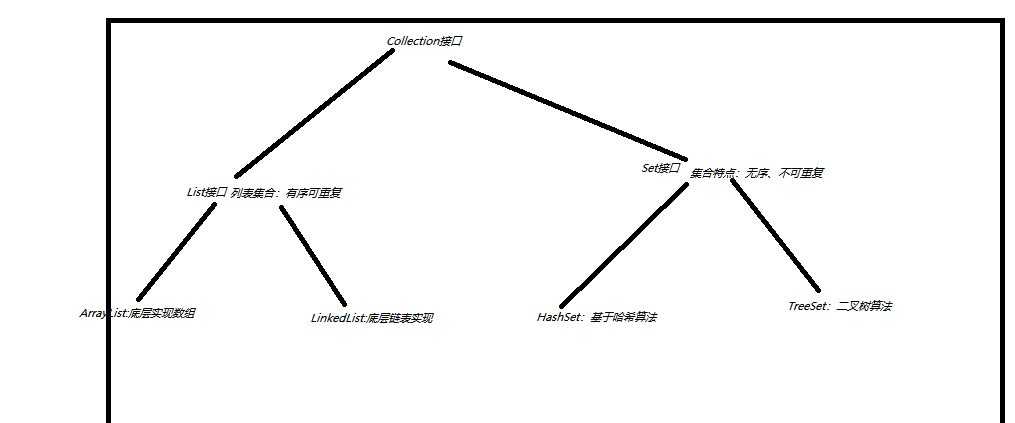 Collection接口
Set接口 集合特点：无序、不可重复
List接口 列表集合：有序可重复
ArrayList:底层实现数组
LinkedList:底层链表实现
HashSet：基于哈希算法
TreeSet：二叉树算法